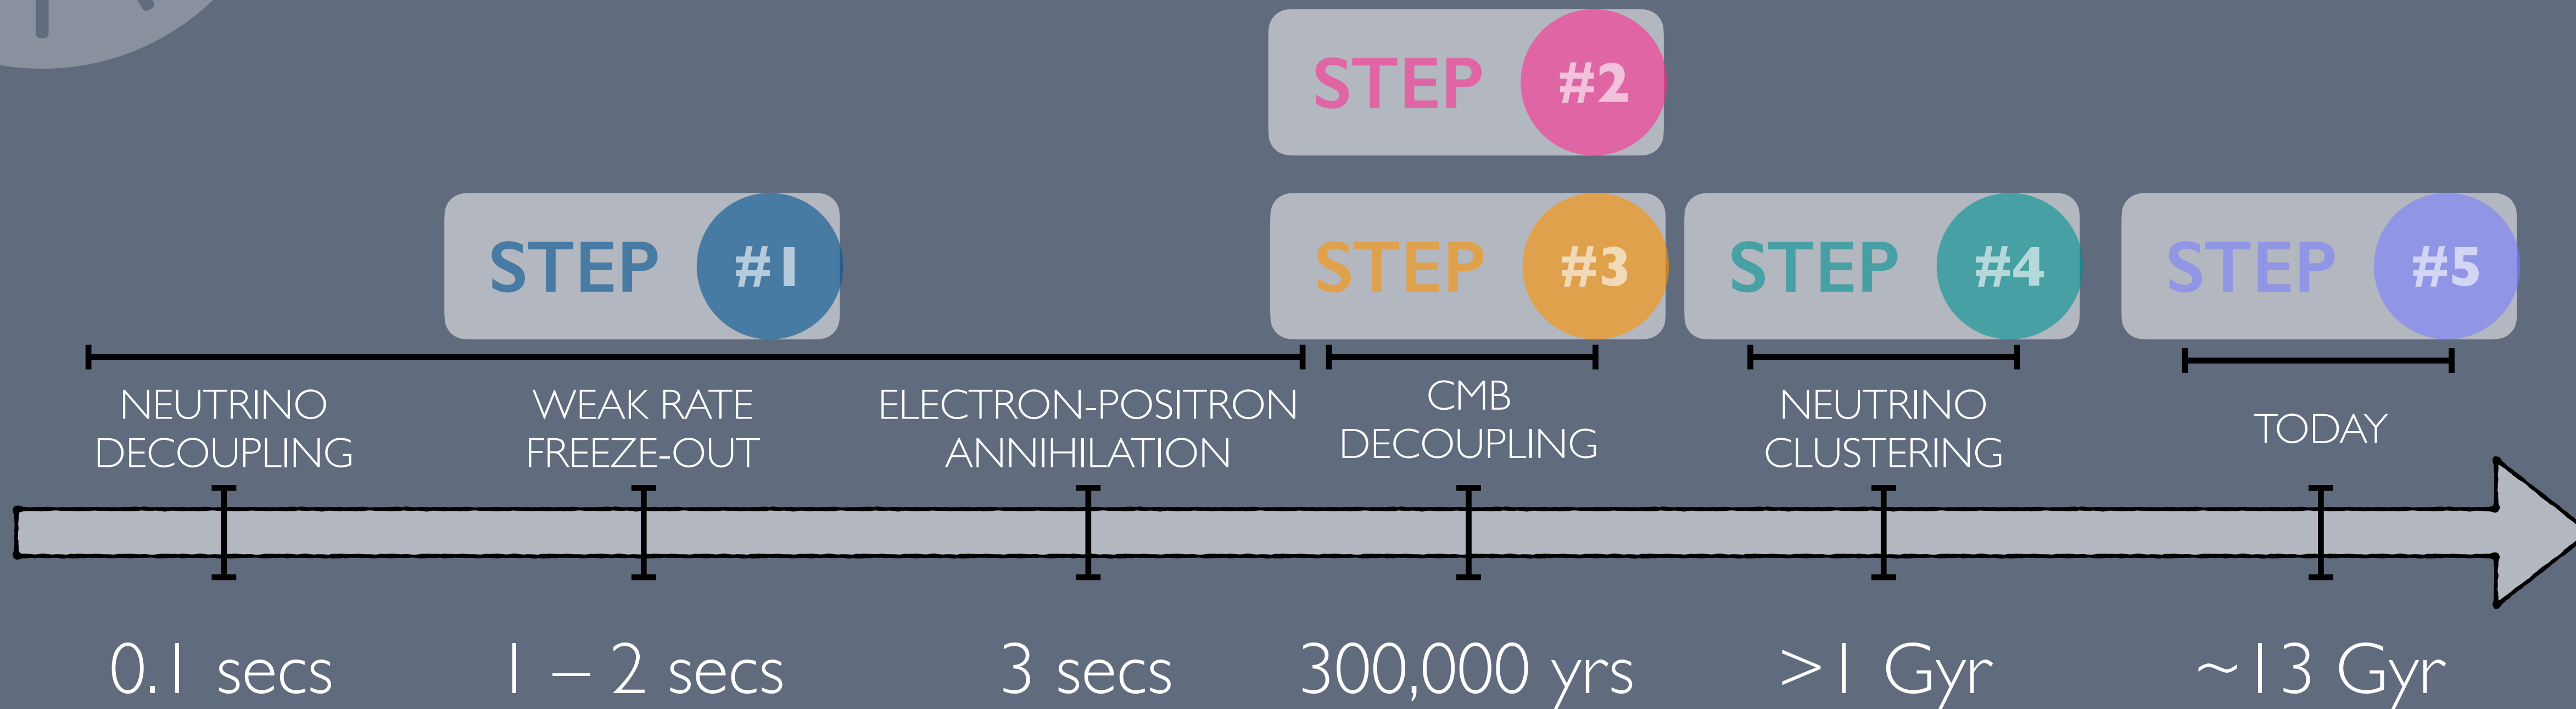 STEP #2
STEP #1
STEP #3
STEP #4
STEP #5
NEUTRINO
DECOUPLING
WEAK RATE
FREEZE-OUT
ELECTRON-POSITRON
ANNIHILATION
CMB
DECOUPLING
NEUTRINO
CLUSTERING
TODAY
0.1 secs
1 – 2 secs
3 secs
300,000 yrs
>1 Gyr
~13 Gyr